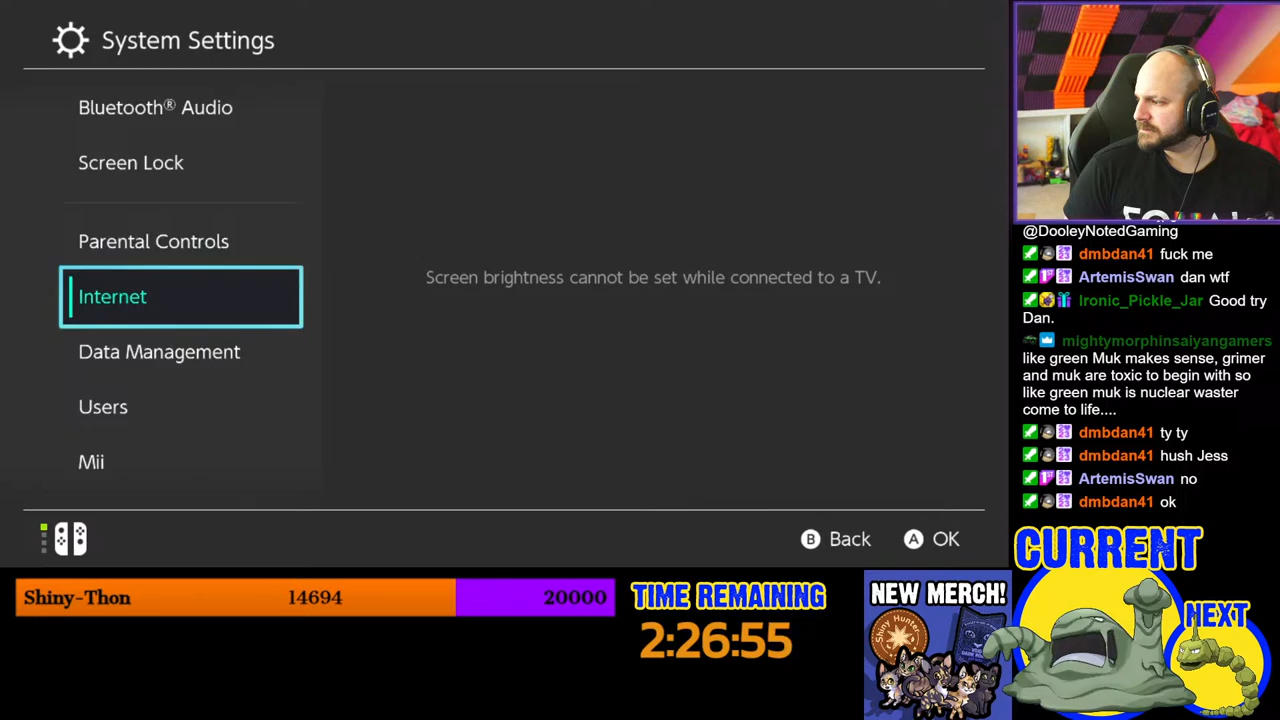 System Settings
Bluetooth® Audio
Screen Lock
Parental Controls
Internet
Data Management
Users
Mii
Screen brightness cannot be set while connected to a TV.
B Back
A OK
@DooleyNotedGaming
dmbdan41 fuck me
ArtemisSwan dan wtf
Ironic_Pickle_Jar Good try
Dan.
mightymorphinsaiyangamers
like green Muk makes sense, grimer
and muk are toxic to begin with so
like green muk is nuclear waster
come to life....
dmbdan41 ty ty
dmbdan41 hush Jess
ArtemisSwan no
dmbdan41 ok
Shiny-Thon 14694 20000
TIME REMAINING
2:26:55
NEW MERCH!
Shiny Hunter
CURRENT
NEXT